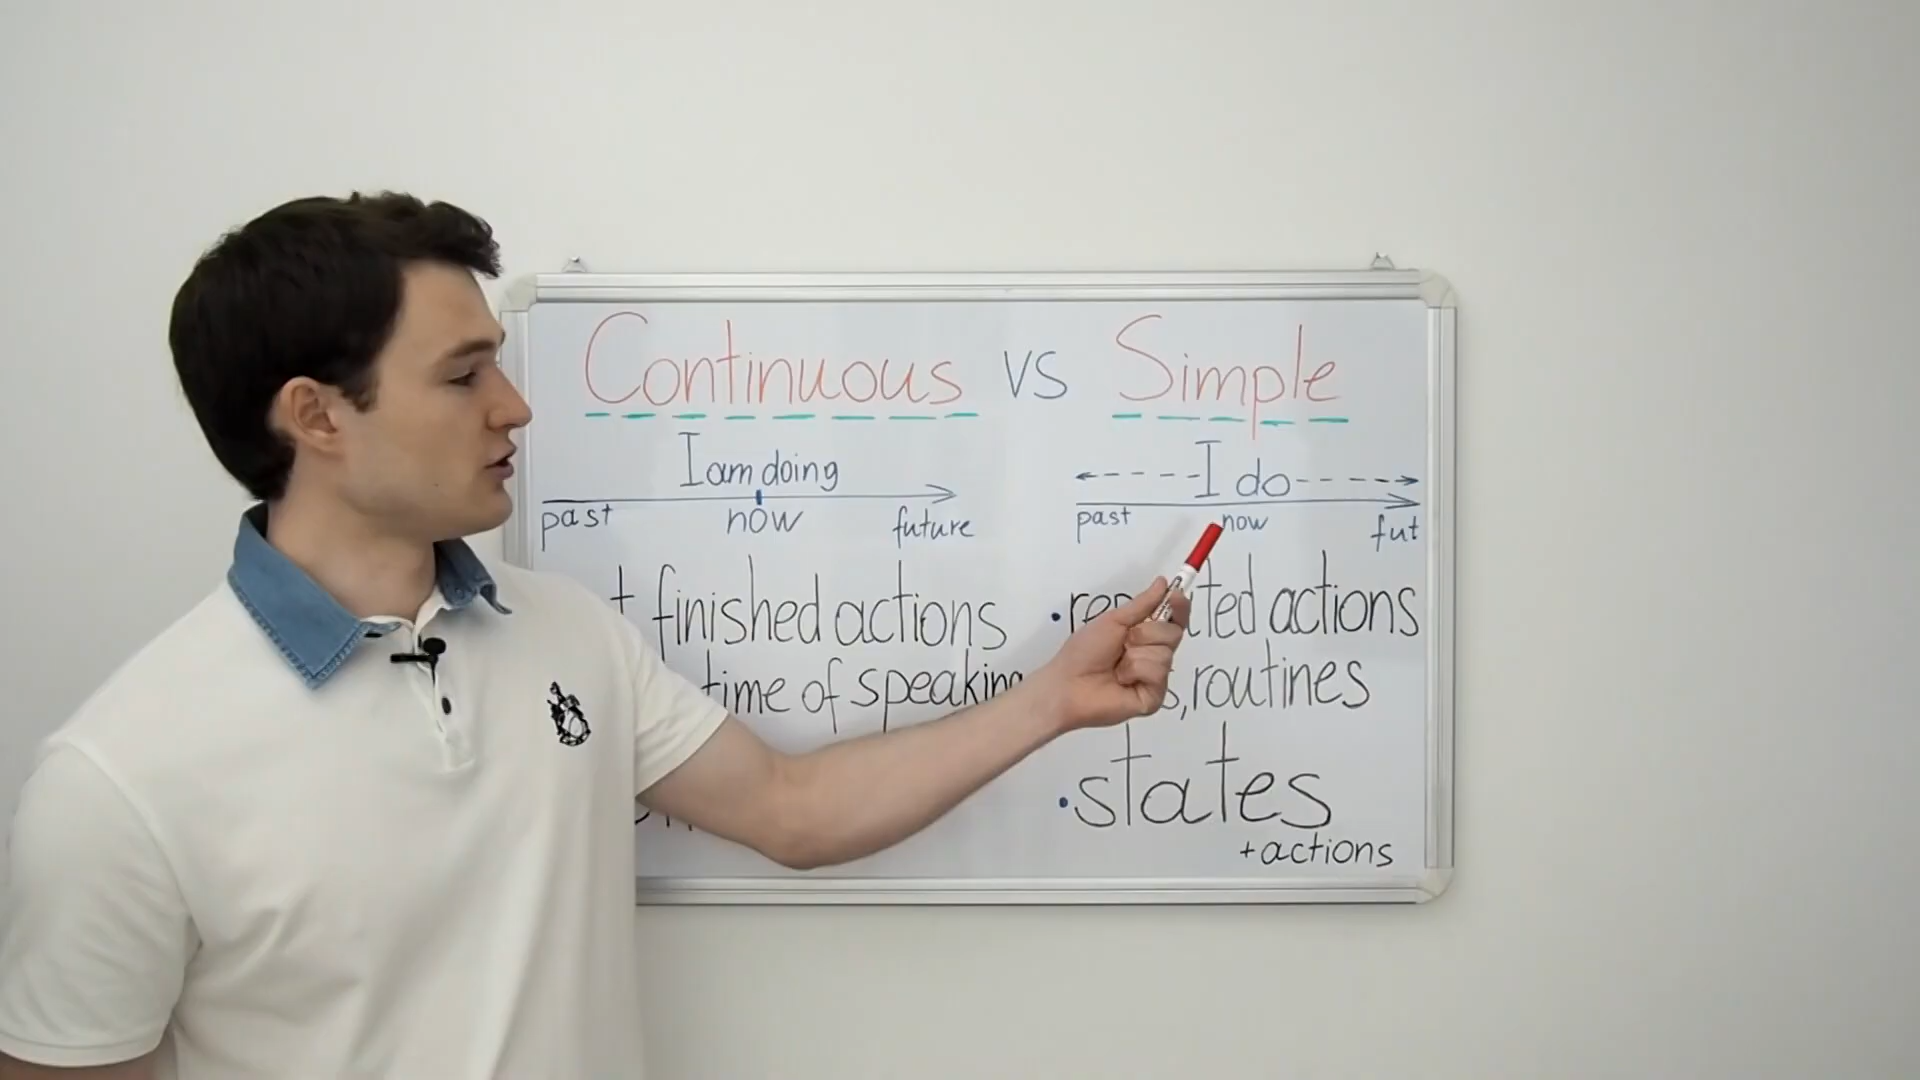 Continuous vs Simple
I am doing
past now future
finished actions
time of speaking
I do
past now fut
actions
routines
• states
+ actions